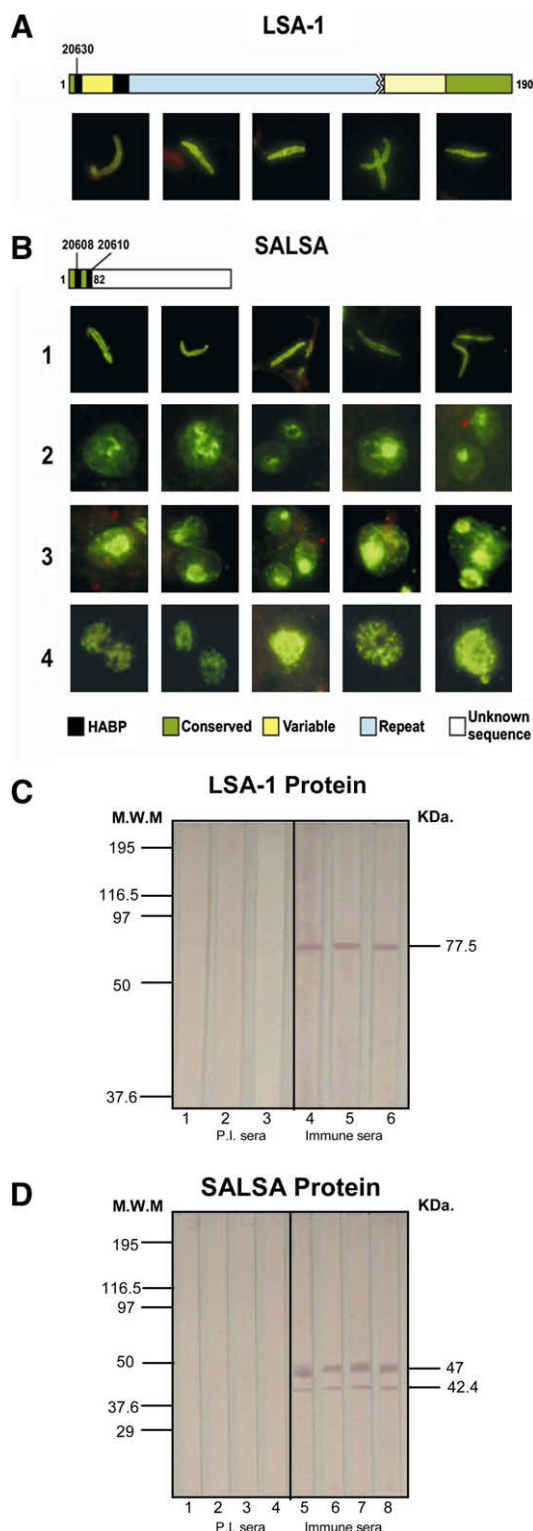 A
LSA-1
20630
1
190
B
SALSA
20608 20610
1
82
1
2
3
4
HABP Conserved Variable Repeat Unknown sequence
C
LSA-1 Protein
M.W.M KDa.
195
116.5
97
77.5
50
37.6
1 2 3 4 5 6
P.I. sera Immune sera
D
SALSA Protein
M.W.M KDa.
195
116.5
97
50
47
42.4
37.6
29
1 2 3 4 5 6 7 8
P.I. sera Immune sera